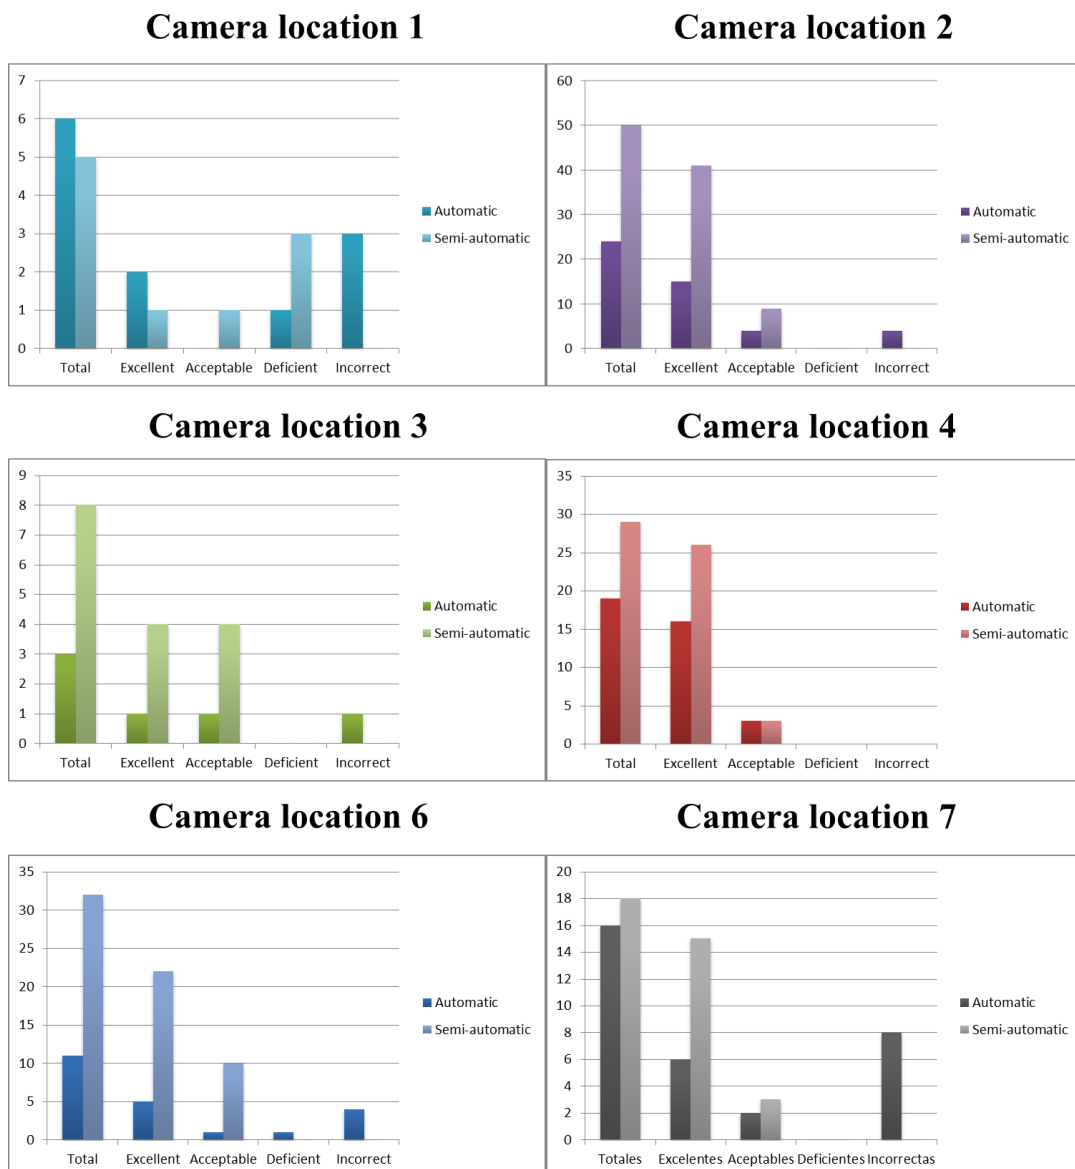 Camera location 1
Camera location 2
7
6
5
4
3
2
1
0
Total Excellent Acceptable Deficient Incorrect
Automatic
Semi-automatic
60
50
40
30
20
10
0
Total Excellent Acceptable Deficient Incorrect
Automatic
Semi-automatic
Camera location 3
Camera location 4
9
8
7
6
5
4
3
2
1
0
Total Excellent Acceptable Deficient Incorrect
Automatic
Semi-automatic
35
30
25
20
15
10
5
0
Total Excellent Acceptable Deficient Incorrect
Automatic
Semi-automatic
Camera location 6
Camera location 7
35
30
25
20
15
10
5
0
Total Excellent Acceptable Deficient Incorrect
Automatic
Semi-automatic
20
18
16
14
12
10
8
6
4
2
0
Totales Excelentes Aceptables Deficientes Incorrectas
Automatic
Semi-automatic